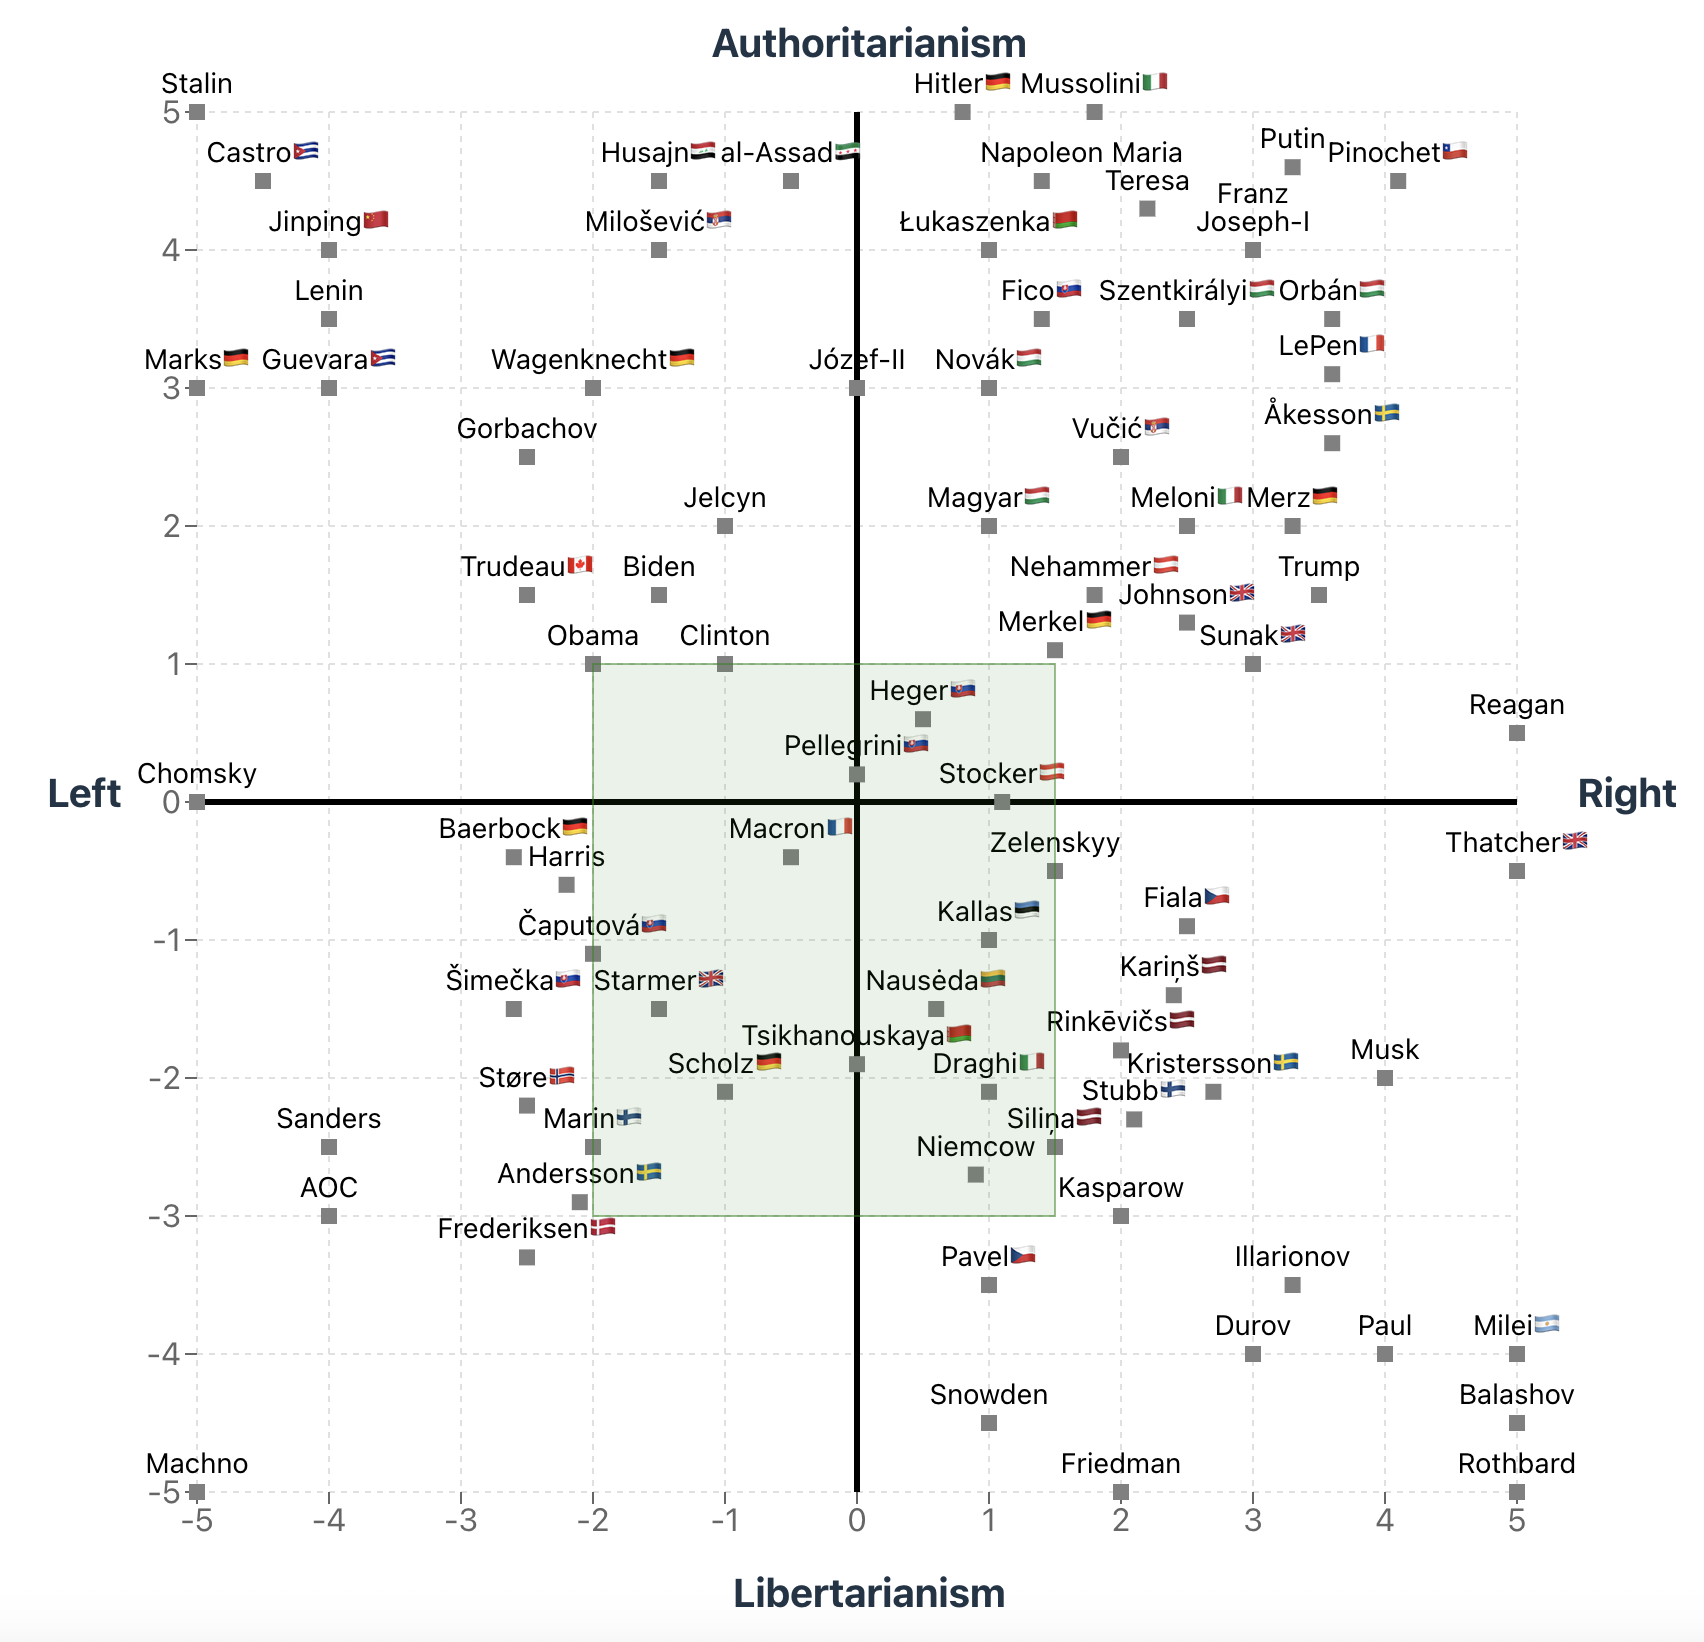 Authoritarianism
Stalin
Hitler🇩🇪 Mussolini🇮🇹
5
Castro🇨🇺
Husajn🇮🇶 al-Assad🇸🇾
Napoleon Maria
Teresa
Putin
Pinochet🇨🇱
Jinping🇨🇳
Milošević🇷🇸
Łukaszenka🇧🇾
Franz
Joseph-I
4
Lenin
Fico🇸🇰
Szentkirályi🇭🇺
Orbán🇭🇺
Marks🇩🇪
Guevara🇨🇺
Wagenknecht🇩🇪
Józef-II
Novák🇭🇺
LePen🇫🇷
3
Gorbachov
Vučić🇷🇸
Åkesson🇸🇪
Jelcyn
Magyar🇭🇺
Meloni🇮🇹
Merz🇩🇪
2
Trudeau🇨🇦
Biden
Nehammer🇦🇹
Trump
Johnson🇬🇧
Obama
Clinton
Merkel🇩🇪
Sunak🇬🇧
1
Heger🇸🇰
Reagan
Pellegrini🇸🇰
Stocker🇦🇹
Chomsky
Left
0
Right
Baerbock🇩🇪
Macron🇫🇷
Zelenskyy
Thatcher🇬🇧
Harris
Čaputová🇸🇰
Kallas🇪🇪
Fiala🇨🇿
-1
Šimečka🇸🇰
Starmer🇬🇧
Nausėda🇱🇹
Kariņš🇱🇻
Tsikhanouskaya🇧🇾
Rinkēvičs🇱🇻
Musk
Støre🇳🇴
Scholz🇩🇪
Draghi🇮🇹
Kristersson🇸🇪
-2
Stubb🇫🇮
Sanders
Marin🇫🇮
Siliņa🇱🇻
Niemcow
AOC
Andersson🇸🇪
Kasparow
-3
Frederiksen🇩🇰
Pavel🇨🇿
Illarionov
Durov
Paul
Milei🇦🇷
-4
Snowden
Balashov
Machno
Friedman
Rothbard
-5
-5
-4
-3
-2
-1
0
1
2
3
4
5
Libertarianism